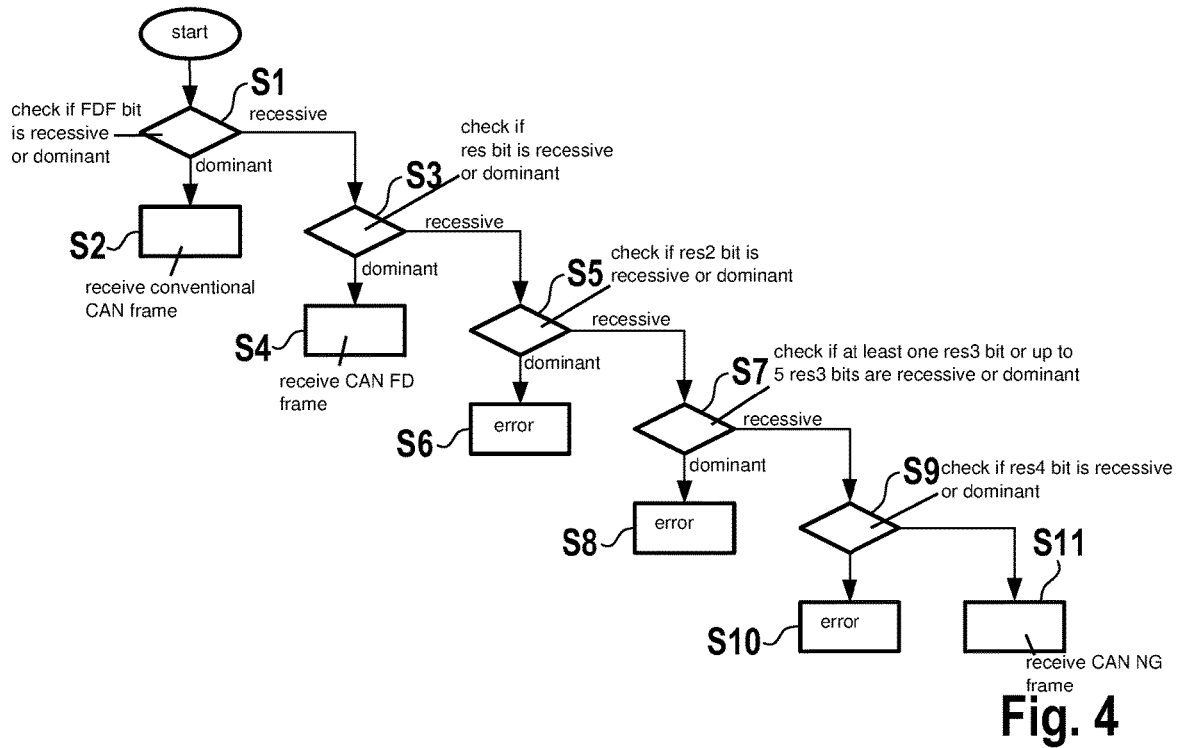 start
S1
check if FDF bit
is recessive
or dominant
recessive
dominant
S2
receive conventional
CAN frame
check if
res bit is recessive
or dominant
S3
recessive
dominant
S4
receive CAN FD
frame
check if res2 bit is
recessive or dominant
S5
recessive
dominant
S6
error
check if at least one res3 bit or up to
5 res3 bits are recessive or dominant
S7
recessive
dominant
S8
error
S9
check if res4 bit is recessive
or dominant
S10
error
S11
receive CAN NG
frame
Fig. 4